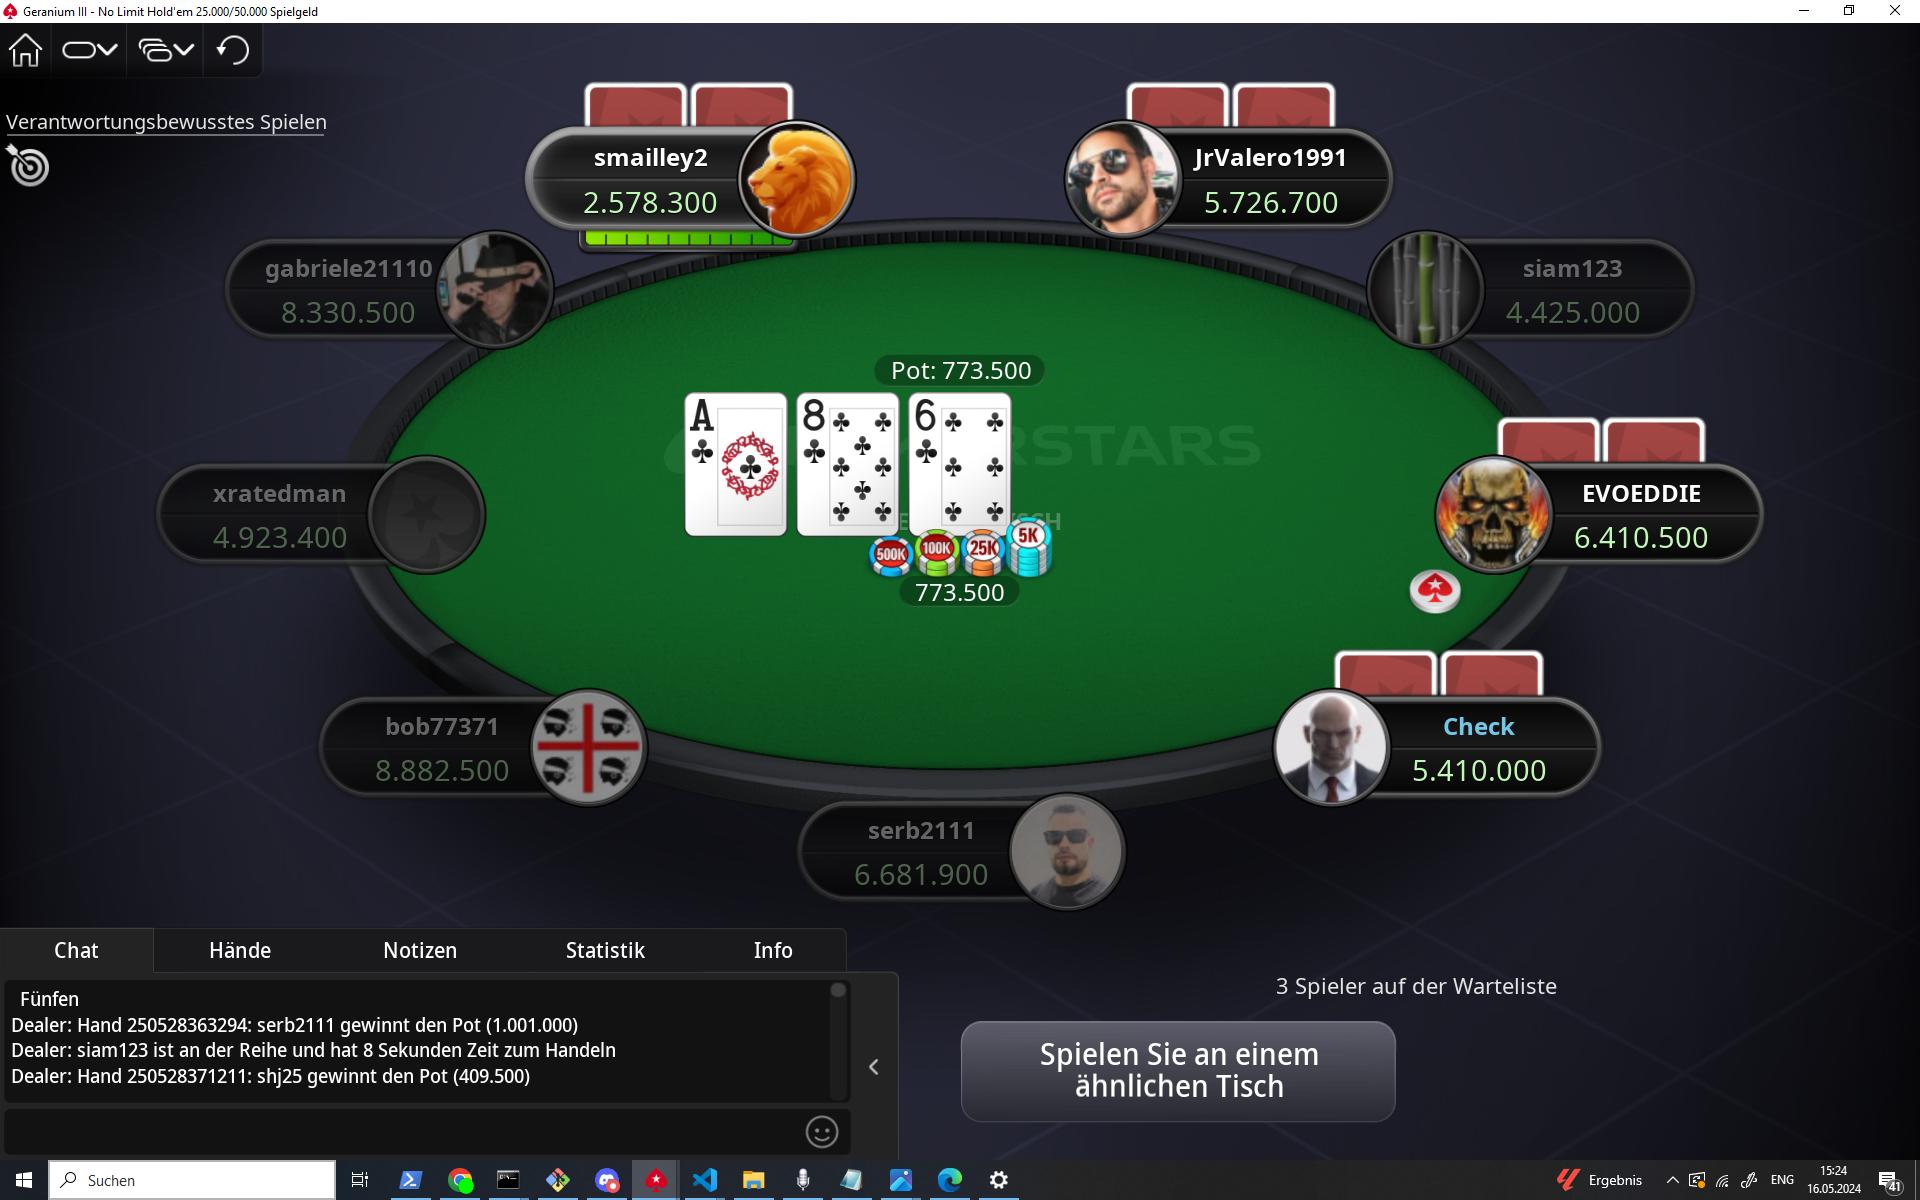 Geranium III - No Limit Hold'em 25.000/50.000 Spielgeld
Verantwortungsbewusstes Spielen
smailley2
2.578.300
JrValero1991
5.726.700
gabriele21110
8.330.500
siam123
4.425.000
Pot: 773.500
A
8
6
RSTARS
xratedman
4.923.400
EVOEDDIE
6.410.500
500K
100K
25K
5K
773.500
bob77371
8.882.500
Check
5.410.000
serb2111
6.681.900
Chat
Hände
Notizen
Statistik
Info
Fünfen
Dealer: Hand 250528363294: serb2111 gewinnt den Pot (1.001.000)
Dealer: siam123 ist an der Reihe und hat 8 Sekunden Zeit zum Handeln
Dealer: Hand 250528371211: shj25 gewinnt den Pot (409.500)
3 Spieler auf der Warteliste
Spielen Sie an einem
ähnlichen Tisch
Suchen
Ergebnis
ENG
15:24
16.05.2024
41